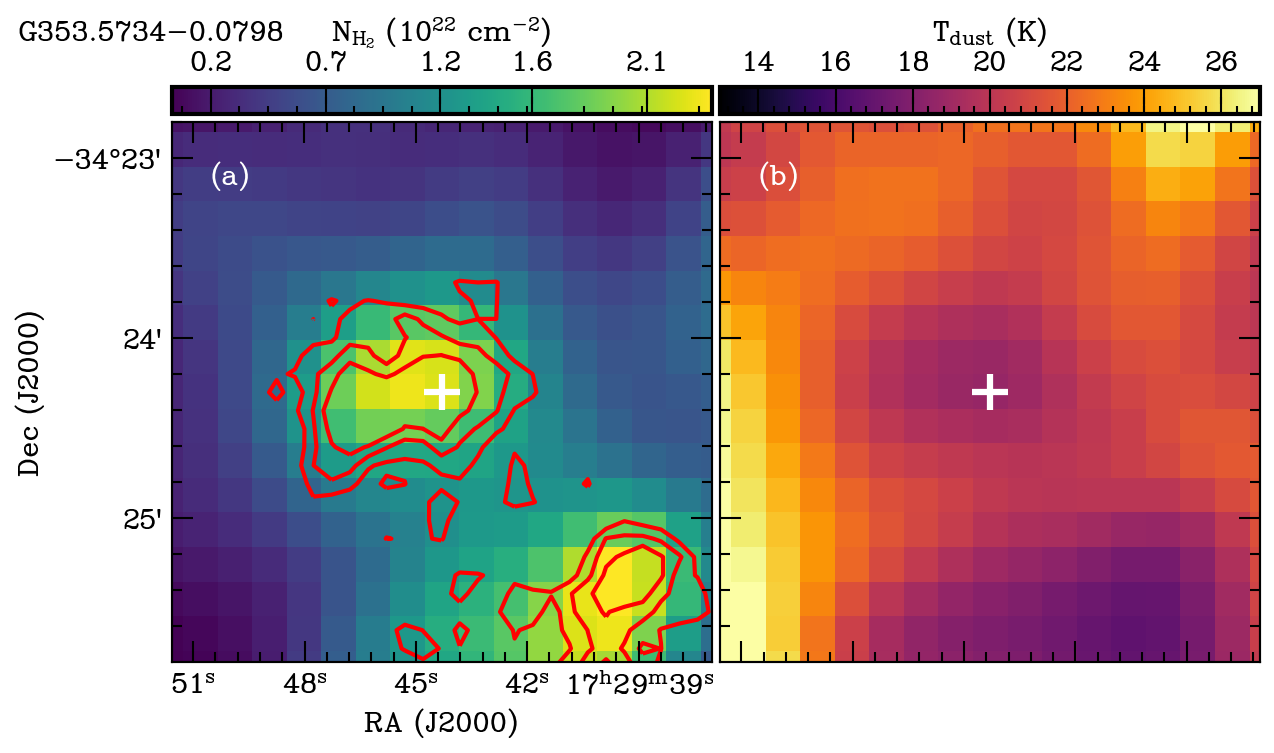 G353.5734−0.0798 N_H₂ (10²² cm⁻²) T_dust (K)
0.2 0.7 1.2 1.6 2.1 14 16 18 20 22 24 26
−34°23'
(a) (b)
24'
Dec (J2000)
25'
51ˢ 48ˢ 45ˢ 42ˢ 17ʰ29ᵐ39ˢ
RA (J2000)